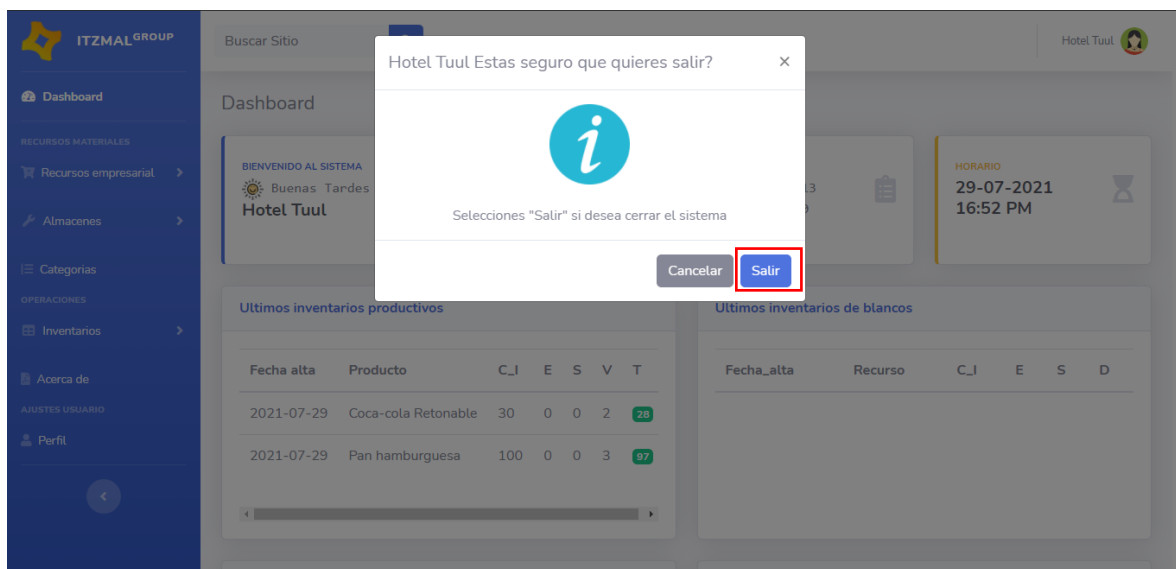 ITZMAL GROUP
Buscar Sitio
Hotel Tuul
Hotel Tuul Estas seguro que quieres salir?
×
Selecciones "Salir" si desea cerrar el sistema
Cancelar
Salir
Dashboard
RECURSOS MATERIALES
Recursos empresarial
Almacenes
Categorias
OPERACIONES
Inventarios
Acerca de
AJUSTES USUARIO
Perfil
Dashboard
BIENVENIDO AL SISTEMA
Buenas Tardes
Hotel Tuul
HORARIO
29-07-2021
16:52 PM
Ultimos inventarios productivos
Fecha alta Producto C_I E S V T
2021-07-29 Coca-cola Retonable 30 0 0 2 28
2021-07-29 Pan hamburguesa 100 0 0 3 97
Ultimos inventarios de blancos
Fecha_alta Recurso C_I E S D